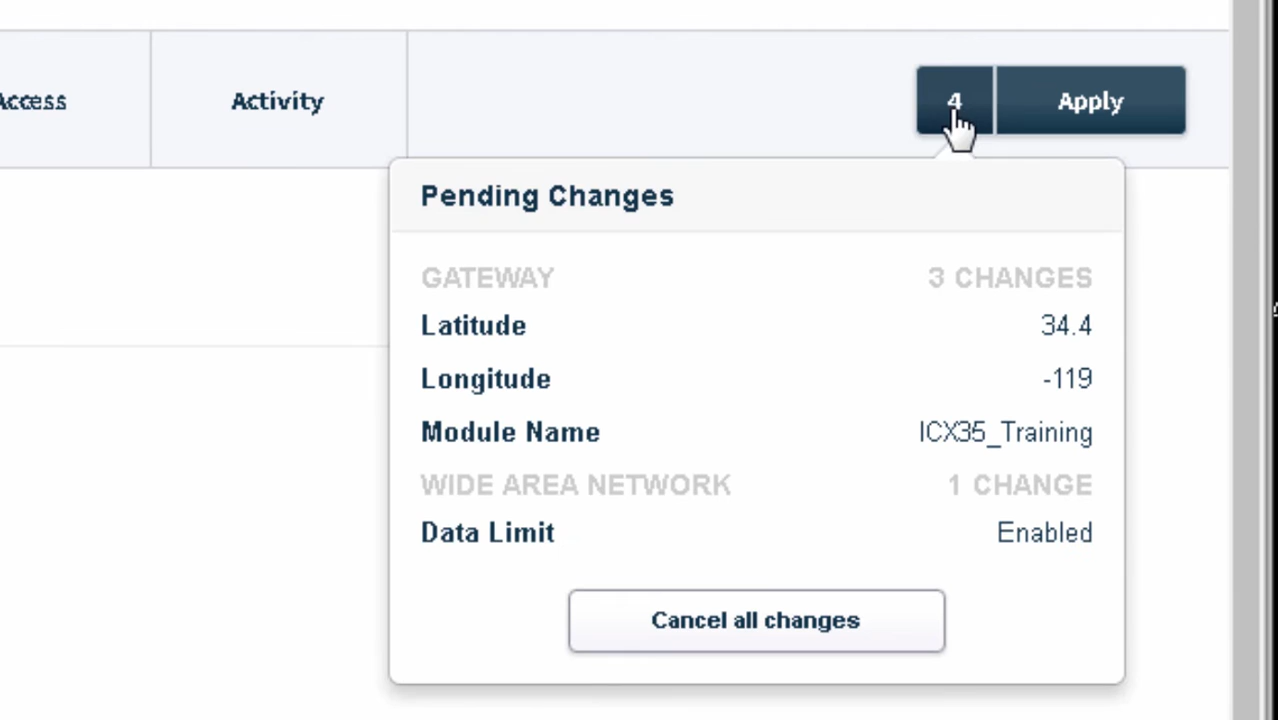 Access Activity 4 Apply
Pending Changes
GATEWAY 3 CHANGES
Latitude 34.4
Longitude -119
Module Name ICX35_Training
WIDE AREA NETWORK 1 CHANGE
Data Limit Enabled
Cancel all changes